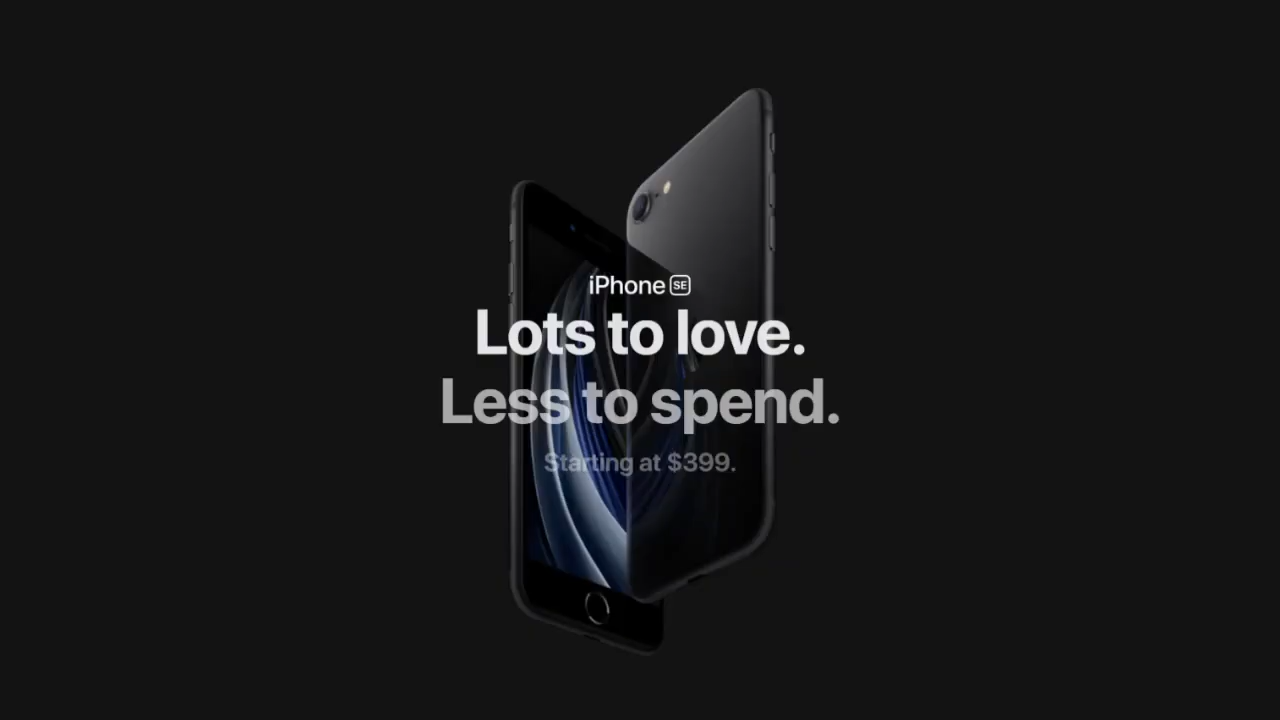 iPhone SE
Lots to love.
Less to spend.
Starting at $399.